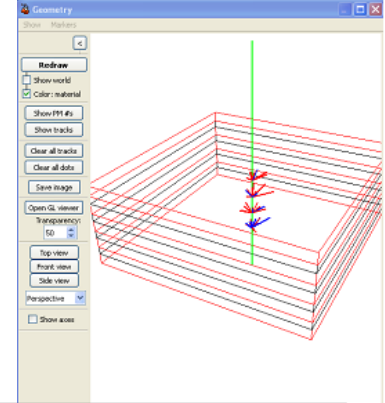 Geometry
Show Markers
<
Redraw
Show world
Color: material
Show PM #s
Show tracks
Clear all tracks
Clear all dots
Save image
Open GL viewer
Transparency:
50
Top view
Front view
Side view
Perspective
Show axes